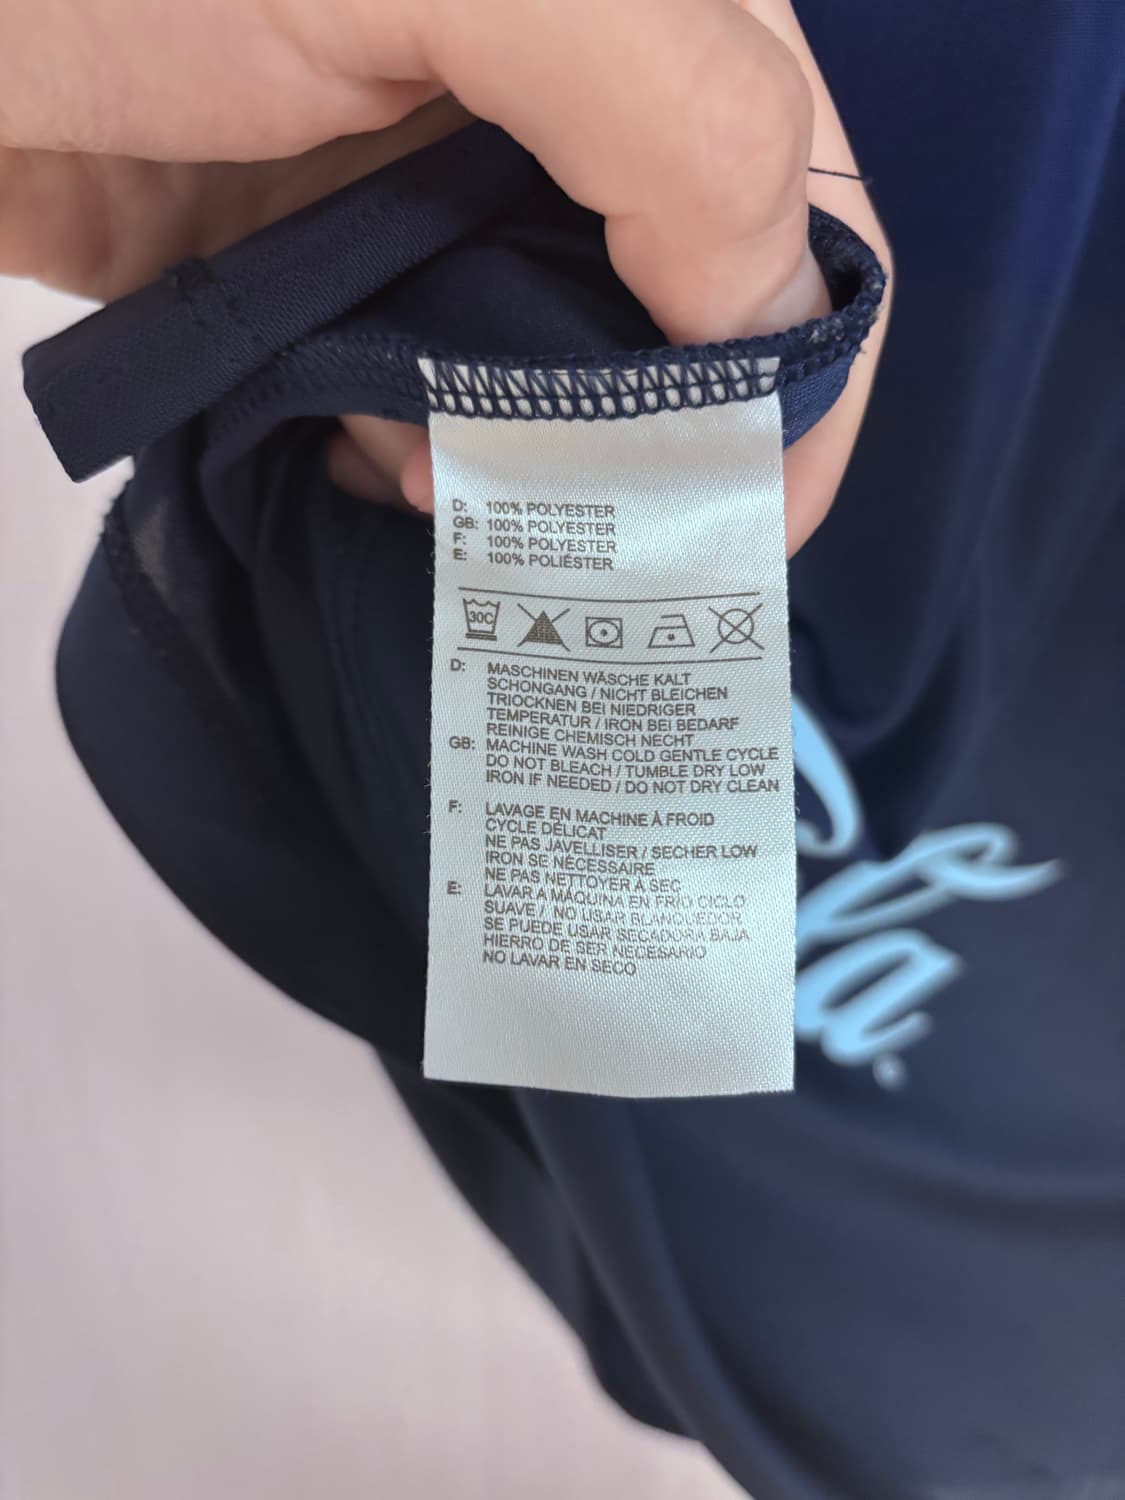 D: 100% POLYESTER
GB: 100% POLYESTER
F: 100% POLYESTER
E: 100% POLIÉSTER
30C
D: MASCHINEN WÄSCHE KALT
SCHONGANG / NICHT BLEICHEN
TRIOCKNEN BEI NIEDRIGER
TEMPERATUR / IRON BEI BEDARF
REINIGE CHEMISCH NECHT
GB: MACHINE WASH COLD GENTLE CYCLE
DO NOT BLEACH / TUMBLE DRY LOW
IRON IF NEEDED / DO NOT DRY CLEAN
F: LAVAGE EN MACHINE À FROID
CYCLE DÉLICAT
NE PAS JAVELLISER / SECHER LOW
IRON SE NÉCESSAIRE
NE PAS NETTOYER À SEC
E: LAVAR A MÁQUINA EN FRÍO CICLO
SUAVE / NO USAR BLANQUEDOR
SE PUEDE USAR SECADORA BAJA
HIERRO DE SER NECESARIO
NO LAVAR EN SECO